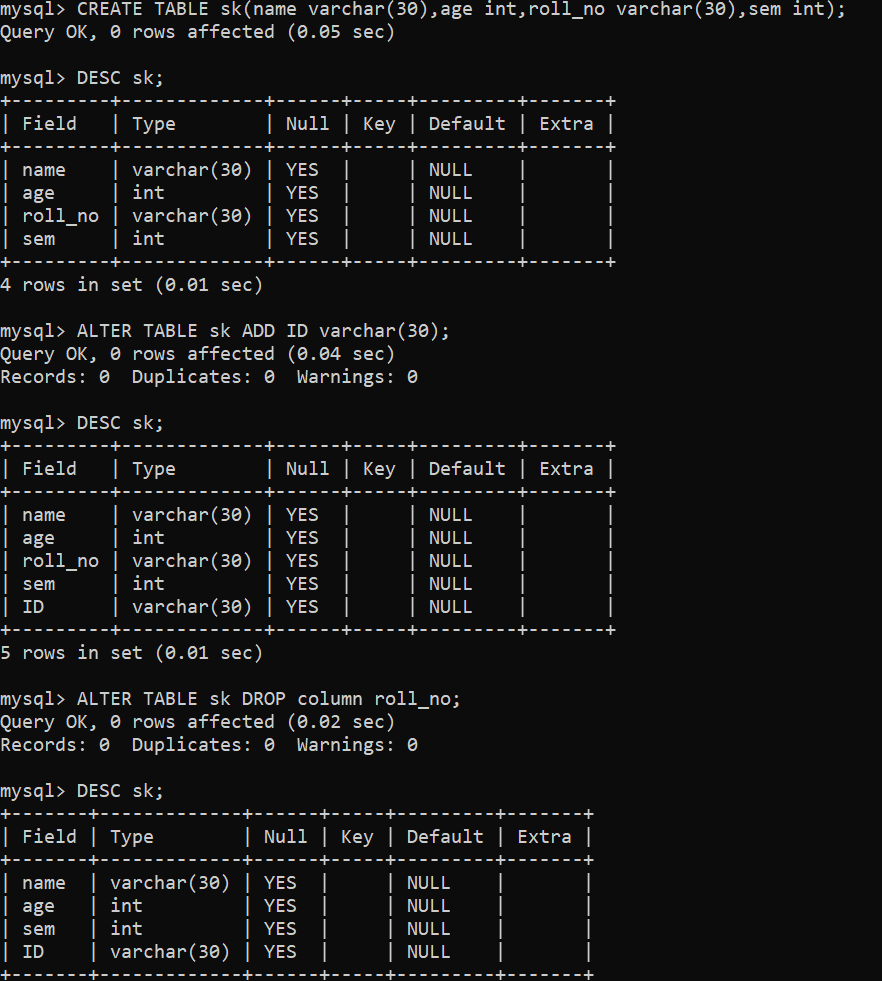 mysql> CREATE TABLE sk(name varchar(30),age int,roll_no varchar(30),sem int);
Query OK, 0 rows affected (0.05 sec)

mysql> DESC sk;
+---------+-------------+------+-----+---------+-------+
| Field   | Type        | Null | Key | Default | Extra |
+---------+-------------+------+-----+---------+-------+
| name    | varchar(30) | YES  |     | NULL    |       |
| age     | int         | YES  |     | NULL    |       |
| roll_no | varchar(30) | YES  |     | NULL    |       |
| sem     | int         | YES  |     | NULL    |       |
+---------+-------------+------+-----+---------+-------+
4 rows in set (0.01 sec)

mysql> ALTER TABLE sk ADD ID varchar(30);
Query OK, 0 rows affected (0.04 sec)
Records: 0  Duplicates: 0  Warnings: 0

mysql> DESC sk;
+---------+-------------+------+-----+---------+-------+
| Field   | Type        | Null | Key | Default | Extra |
+---------+-------------+------+-----+---------+-------+
| name    | varchar(30) | YES  |     | NULL    |       |
| age     | int         | YES  |     | NULL    |       |
| roll_no | varchar(30) | YES  |     | NULL    |       |
| sem     | int         | YES  |     | NULL    |       |
| ID      | varchar(30) | YES  |     | NULL    |       |
+---------+-------------+------+-----+---------+-------+
5 rows in set (0.01 sec)

mysql> ALTER TABLE sk DROP column roll_no;
Query OK, 0 rows affected (0.02 sec)
Records: 0  Duplicates: 0  Warnings: 0

mysql> DESC sk;
+-------+-------------+------+-----+---------+-------+
| Field | Type        | Null | Key | Default | Extra |
+-------+-------------+------+-----+---------+-------+
| name  | varchar(30) | YES  |     | NULL    |       |
| age   | int         | YES  |     | NULL    |       |
| sem   | int         | YES  |     | NULL    |       |
| ID    | varchar(30) | YES  |     | NULL    |       |
+-------+-------------+------+-----+---------+-------+